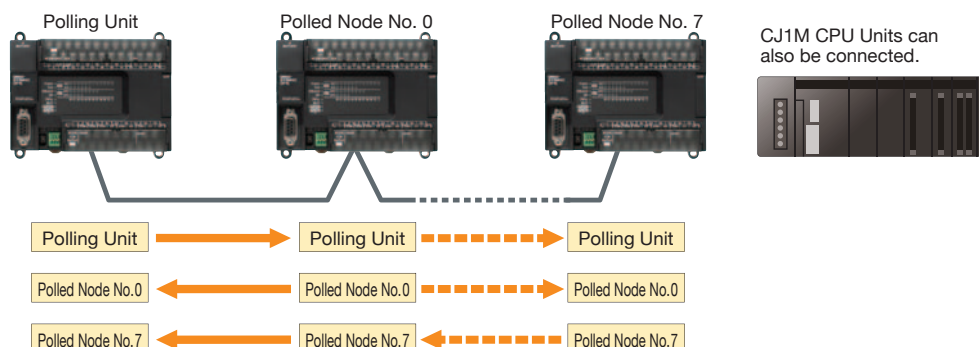 Polling Unit
Polled Node No. 0
Polled Node No. 7
CJ1M CPU Units can
also be connected.
Polling Unit
Polling Unit
Polling Unit
Polled Node No.0
Polled Node No.0
Polled Node No.0
Polled Node No.7
Polled Node No.7
Polled Node No.7